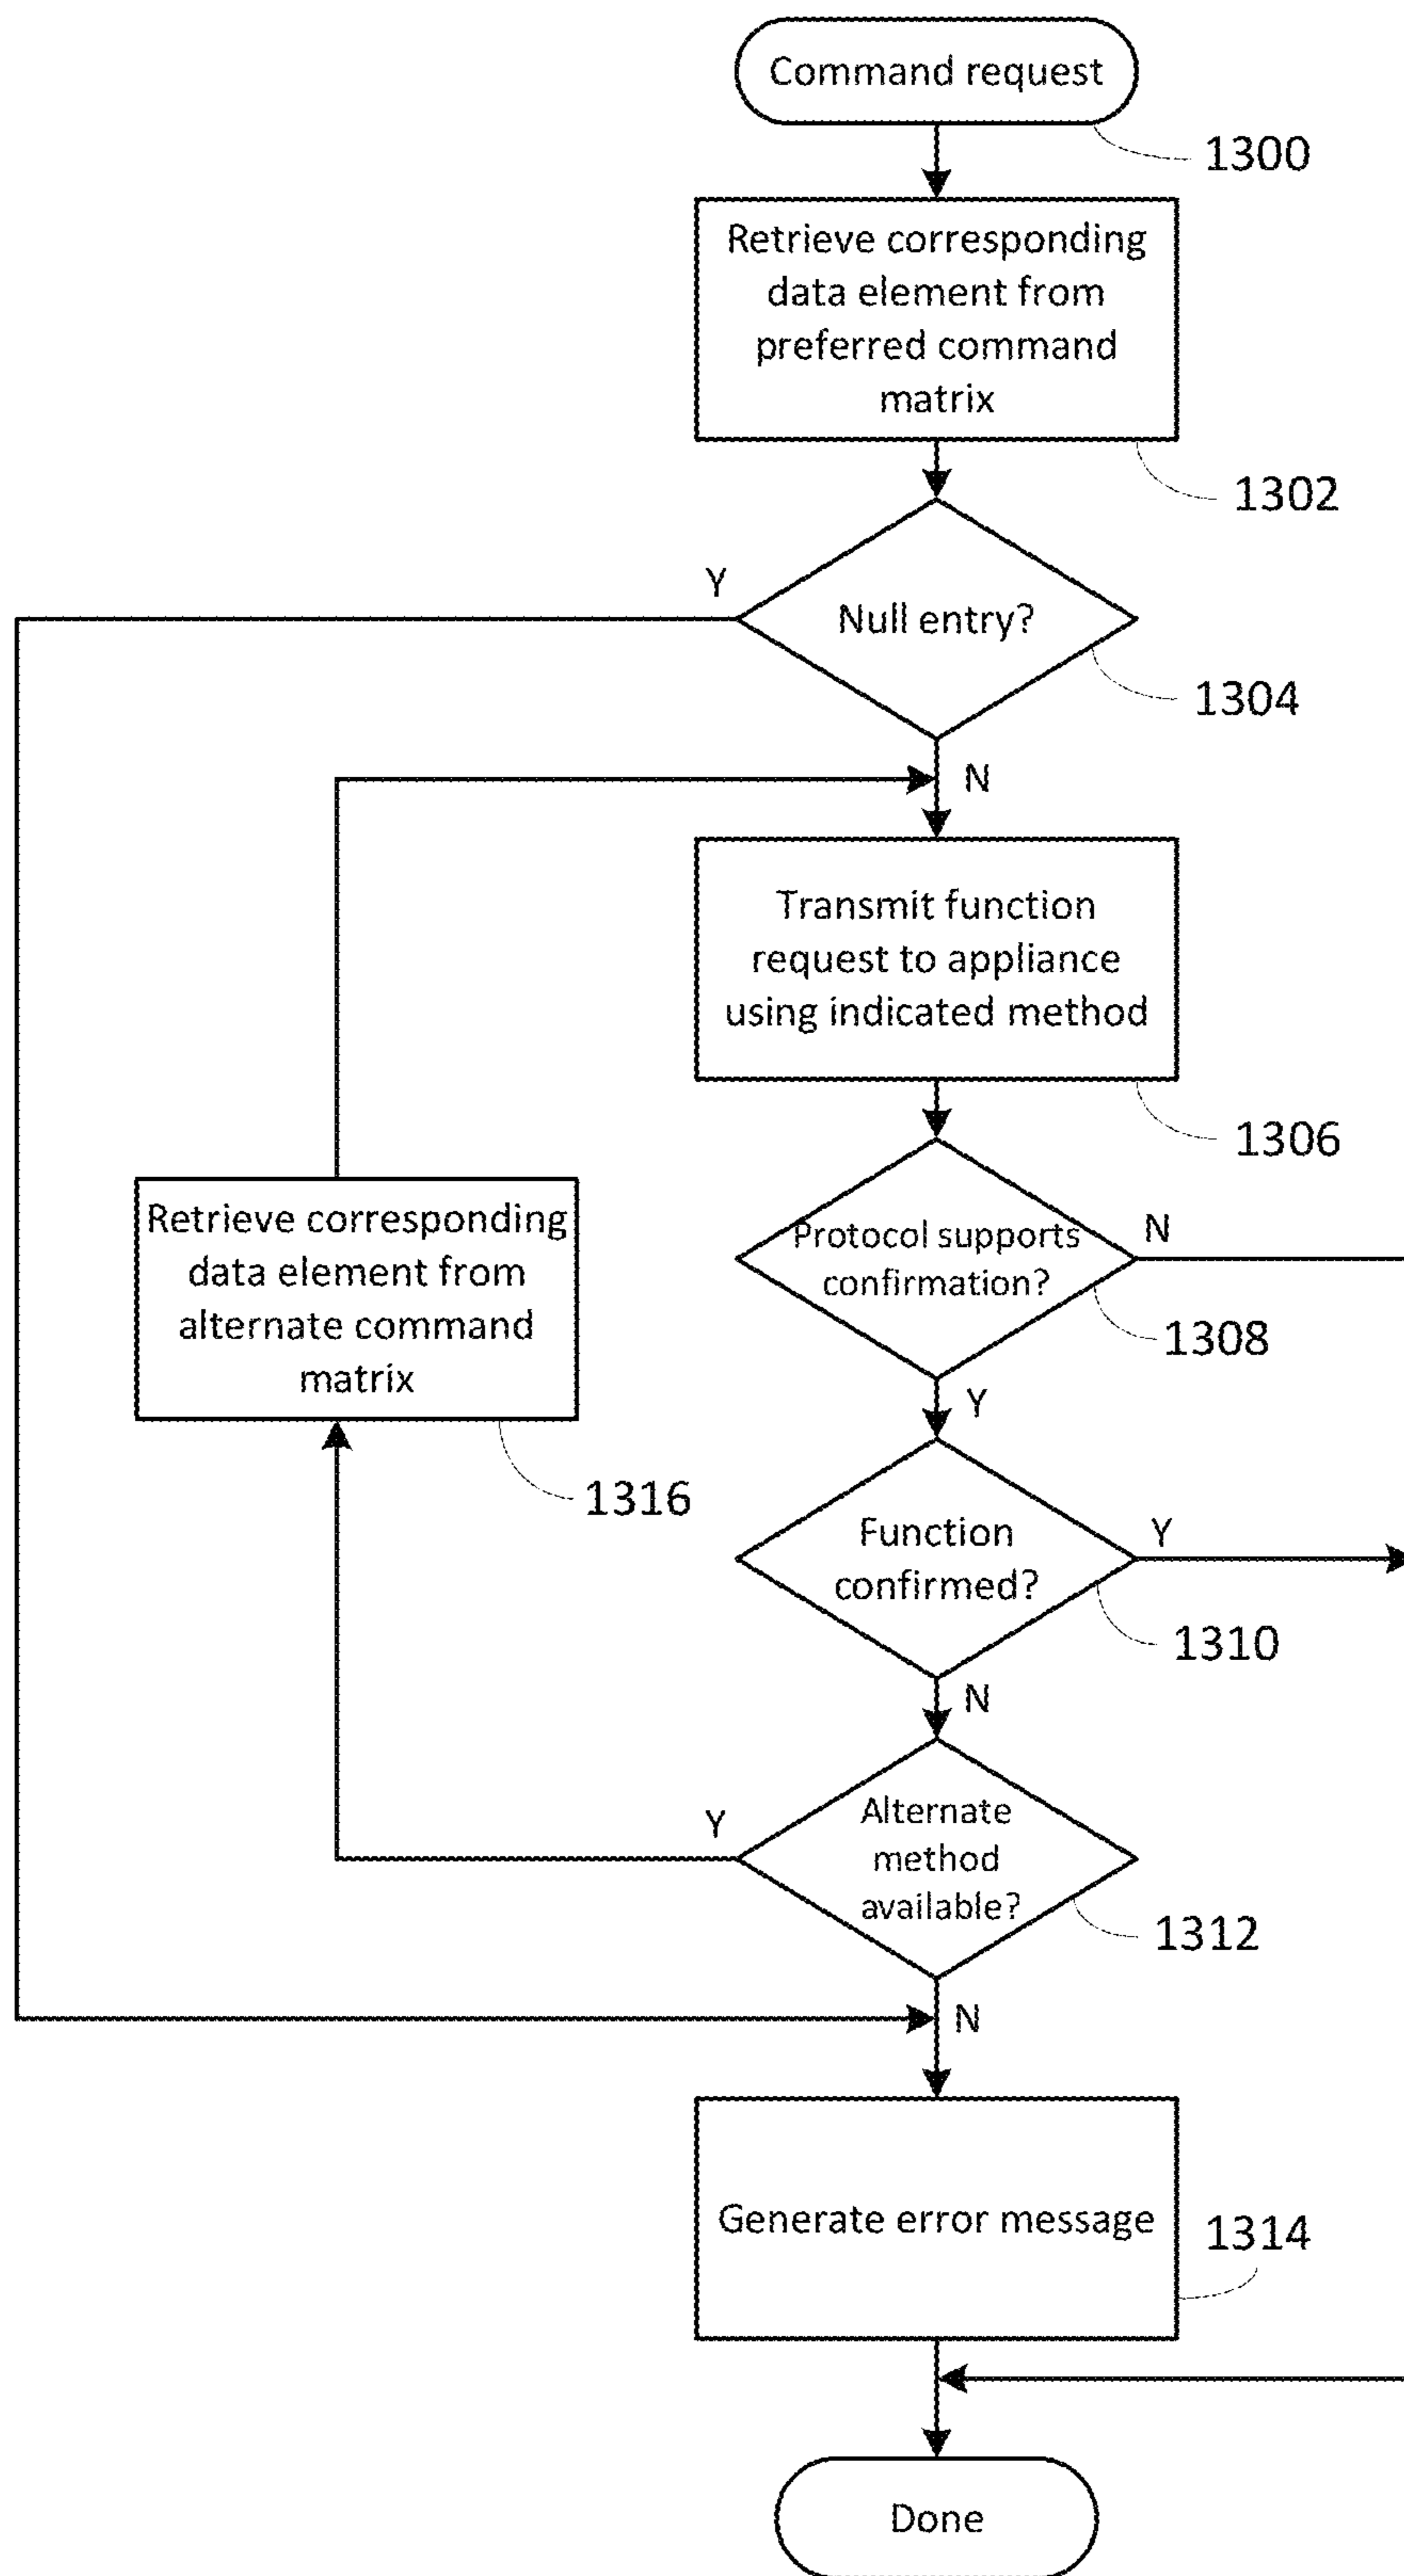 Command request
1300
Retrieve corresponding
data element from
preferred command
matrix
1302
Y
Null entry?
1304
N
Transmit function
request to appliance
using indicated method
1306
Protocol supports
confirmation?
N
1308
Y
Retrieve corresponding
data element from
alternate command
matrix
1316
Function
confirmed?
Y
1310
N
Alternate
method
available?
Y
1312
N
Generate error message
1314
Done